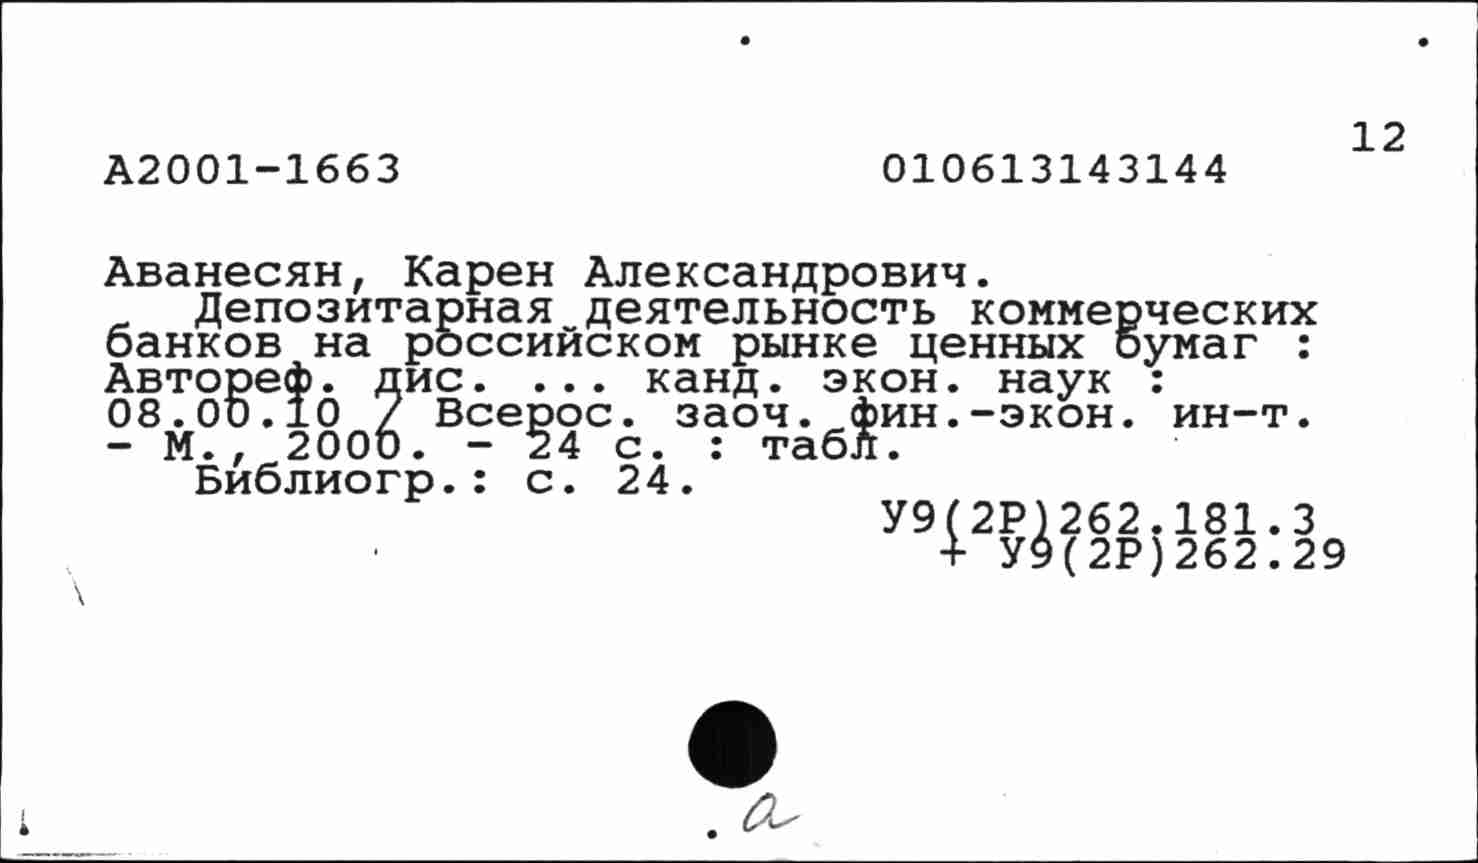 12
А2001-1663 010613143144
Аванесян, Карен Александрович.
Депозитарная деятельность коммерческих
банков на российском рынке ценных бумаг :
Автореф. дис. ... канд. экон. наук :
08.00.10 / Всерос. заоч. фин.-экон. ин-т.
- М., 2000. - 24 с. : табл.
Библиогр.: с. 24.
У9(2Р)262.181.3
+ У9(2Р)262.29
а